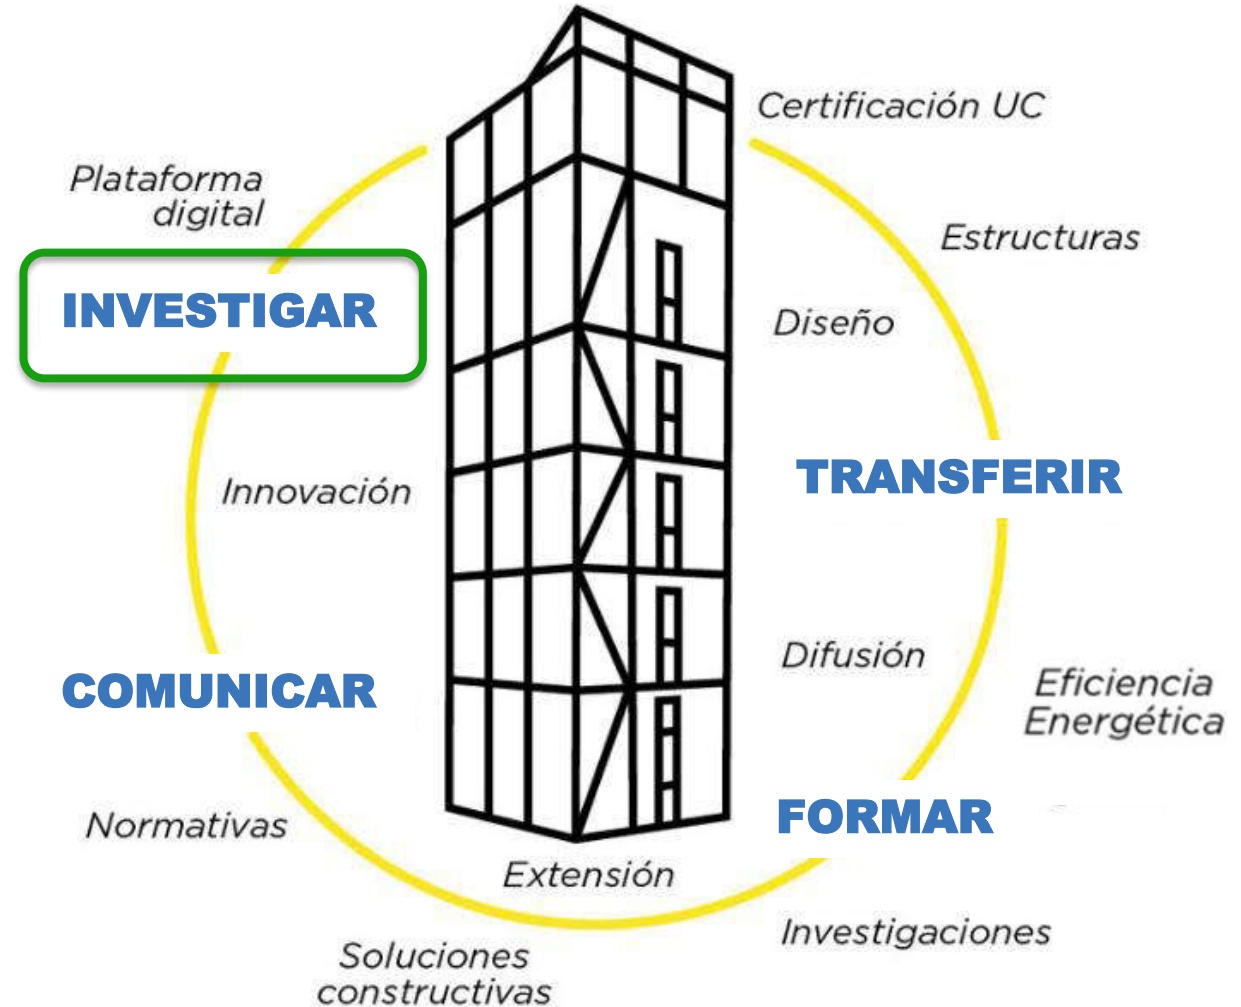 Certificación UC
Plataforma
digital
Estructuras
INVESTIGAR
Diseño
Innovación
TRANSFERIR
Difusión
Eficiencia
Energética
COMUNICAR
Normativas
FORMAR
Extensión
Investigaciones
Soluciones
constructivas